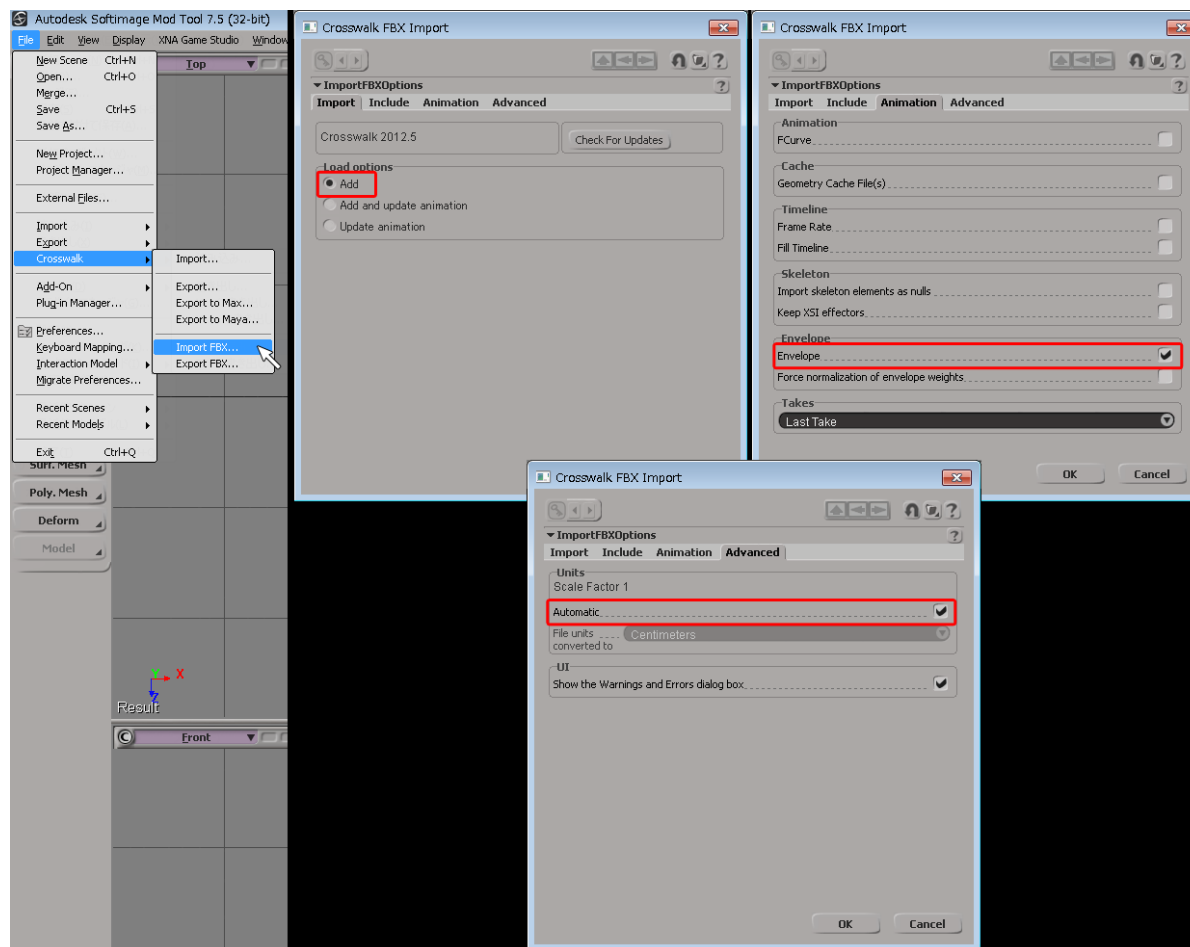 Autodesk Softimage Mod Tool 7.5 (32-bit)
File Edit View Display XNA Game Studio Window
New Scene Ctrl+N
Open... Ctrl+O
Merge...
Save Ctrl+S
Save As...
New Project...
Project Manager...
External Files...
Import
Export
Crosswalk
Add-On
Plug-in Manager...
Preferences...
Keyboard Mapping...
Interaction Model
Migrate Preferences...
Recent Scenes
Recent Models
Exit Ctrl+Q
Import...
Export...
Export to Max...
Export to Maya...
Import FBX...
Export FBX...
Top
Surf. Mesh
Poly. Mesh
Deform
Model
Y X
Z
Result
C Front
Crosswalk FBX Import
ImportFBXOptions ?
Import Include Animation Advanced
Crosswalk 2012.5 Check For Updates
Load options
Add
Add and update animation
Update animation
Crosswalk FBX Import
ImportFBXOptions ?
Import Include Animation Advanced
Animation
FCurve
Cache
Geometry Cache File(s)
Timeline
Frame Rate
Fill Timeline
Skeleton
Import skeleton elements as nulls
Keep XSI effectors
Envelope
Envelope
Force normalization of envelope weights
Takes
Last Take
OK Cancel
Crosswalk FBX Import
ImportFBXOptions ?
Import Include Animation Advanced
Units
Scale Factor 1
Automatic
File units Centimeters
converted to
UI
Show the Warnings and Errors dialog box
OK Cancel